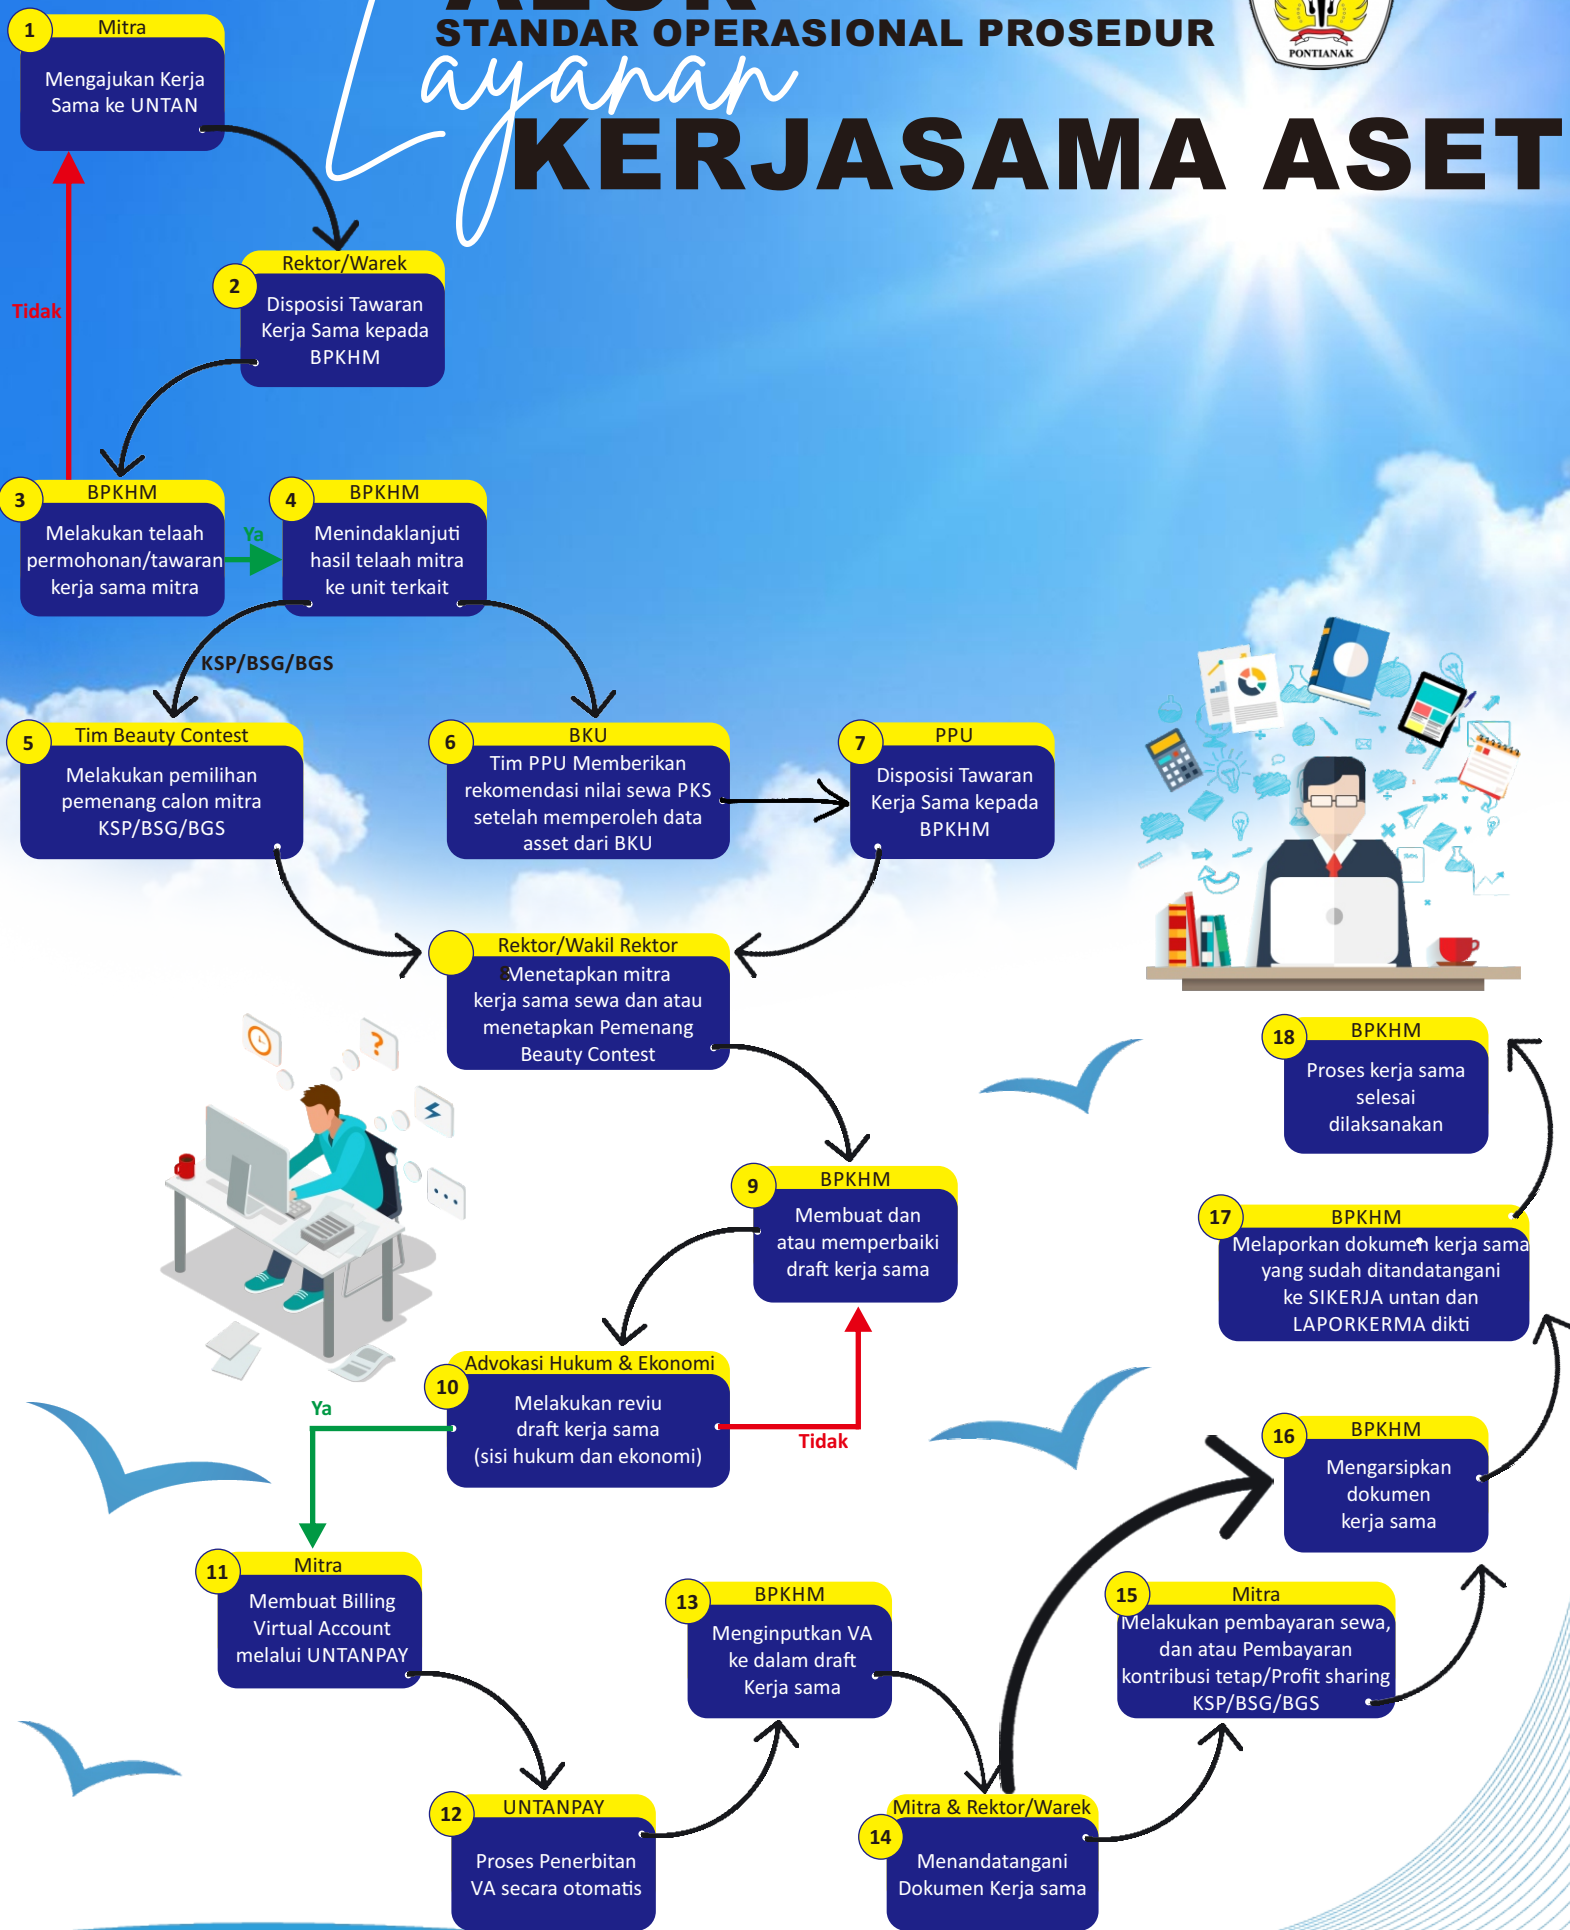 ALUR
STANDAR OPERASIONAL PROSEDUR
Layanan
KERJASAMA ASET
PONTIANAK
1
Mitra
Mengajukan Kerja
Sama ke UNTAN
2
Rektor/Warek
Disposisi Tawaran
Kerja Sama kepada
BPKHM
Tidak
3
BPKHM
Melakukan telaah
permohonan/tawaran
kerja sama mitra
Ya
4
BPKHM
Menindaklanjuti
hasil telaah mitra
ke unit terkait
KSP/BSG/BGS
5
Tim Beauty Contest
Melakukan pemilihan
pemenang calon mitra
KSP/BSG/BGS
6
BKU
Tim PPU Memberikan
rekomendasi nilai sewa PKS
setelah memperoleh data
asset dari BKU
7
PPU
Disposisi Tawaran
Kerja Sama kepada
BPKHM
8
Rektor/Wakil Rektor
Menetapkan mitra
kerja sama sewa dan atau
menetapkan Pemenang
Beauty Contest
9
BPKHM
Membuat dan
atau memperbaiki
draft kerja sama
10
Advokasi Hukum & Ekonomi
Melakukan reviu
draft kerja sama
(sisi hukum dan ekonomi)
Ya
Tidak
11
Mitra
Membuat Billing
Virtual Account
melalui UNTANPAY
12
UNTANPAY
Proses Penerbitan
VA secara otomatis
13
BPKHM
Menginputkan VA
ke dalam draft
Kerja sama
14
Mitra & Rektor/Warek
Menandatangani
Dokumen Kerja sama
15
Mitra
Melakukan pembayaran sewa,
dan atau Pembayaran
kontribusi tetap/Profit sharing
KSP/BSG/BGS
16
BPKHM
Mengarsipkan
dokumen
kerja sama
17
BPKHM
Melaporkan dokumen kerja sama
yang sudah ditandatangani
ke SIKERJA untan dan
LAPORKERMA dikti
18
BPKHM
Proses kerja sama
selesai
dilaksanakan